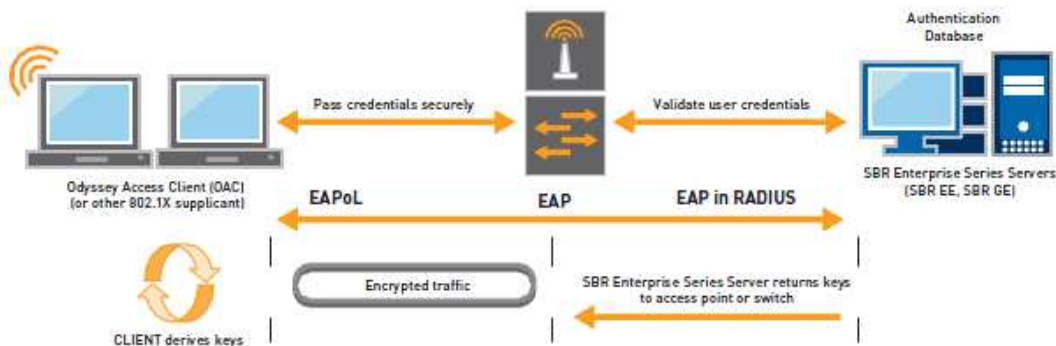 Authentication
Database
Pass credentials securely
Validate user credentials
Odyssey Access Client (OAC)
(or other 802.1X supplicant)
SBR Enterprise Series Servers
(SBR EE, SBR GE)
EAPoL
EAP
EAP in RADIUS
Encrypted traffic
SBR Enterprise Series Server returns keys
to access point or switch
CLIENT derives keys